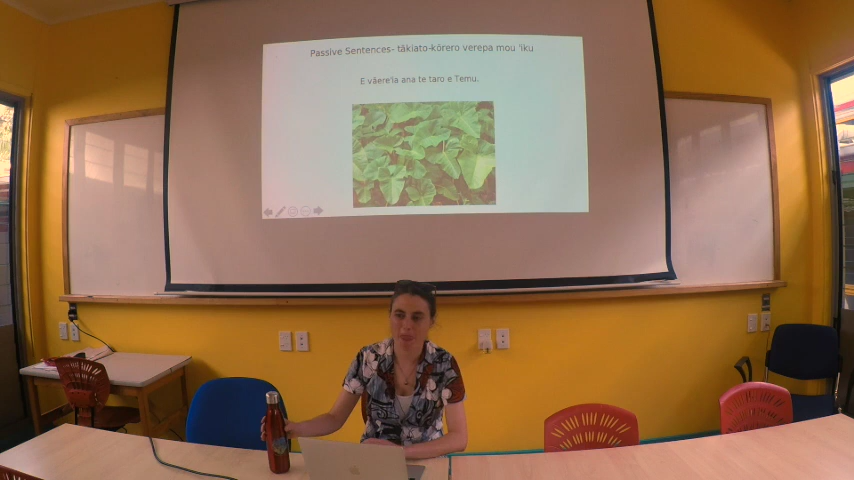 Passive Sentences- tākiato-kōrero verepa mou 'iku
E vāere'ia ana te taro e Temu.